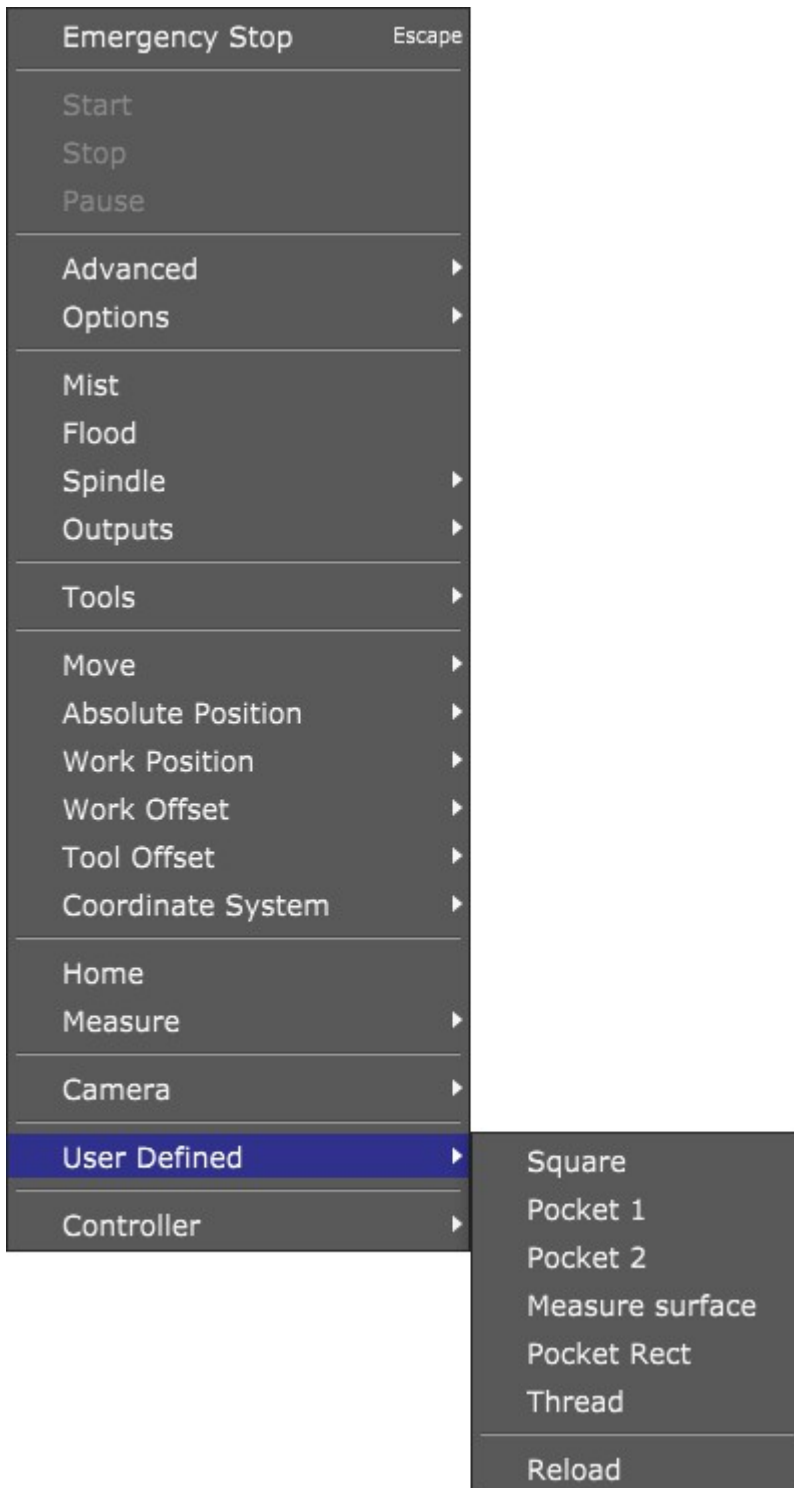 Emergency Stop Escape
Start
Stop
Pause
Advanced
Options
Mist
Flood
Spindle
Outputs
Tools
Move
Absolute Position
Work Position
Work Offset
Tool Offset
Coordinate System
Home
Measure
Camera
User Defined
Controller
Square
Pocket 1
Pocket 2
Measure surface
Pocket Rect
Thread
Reload